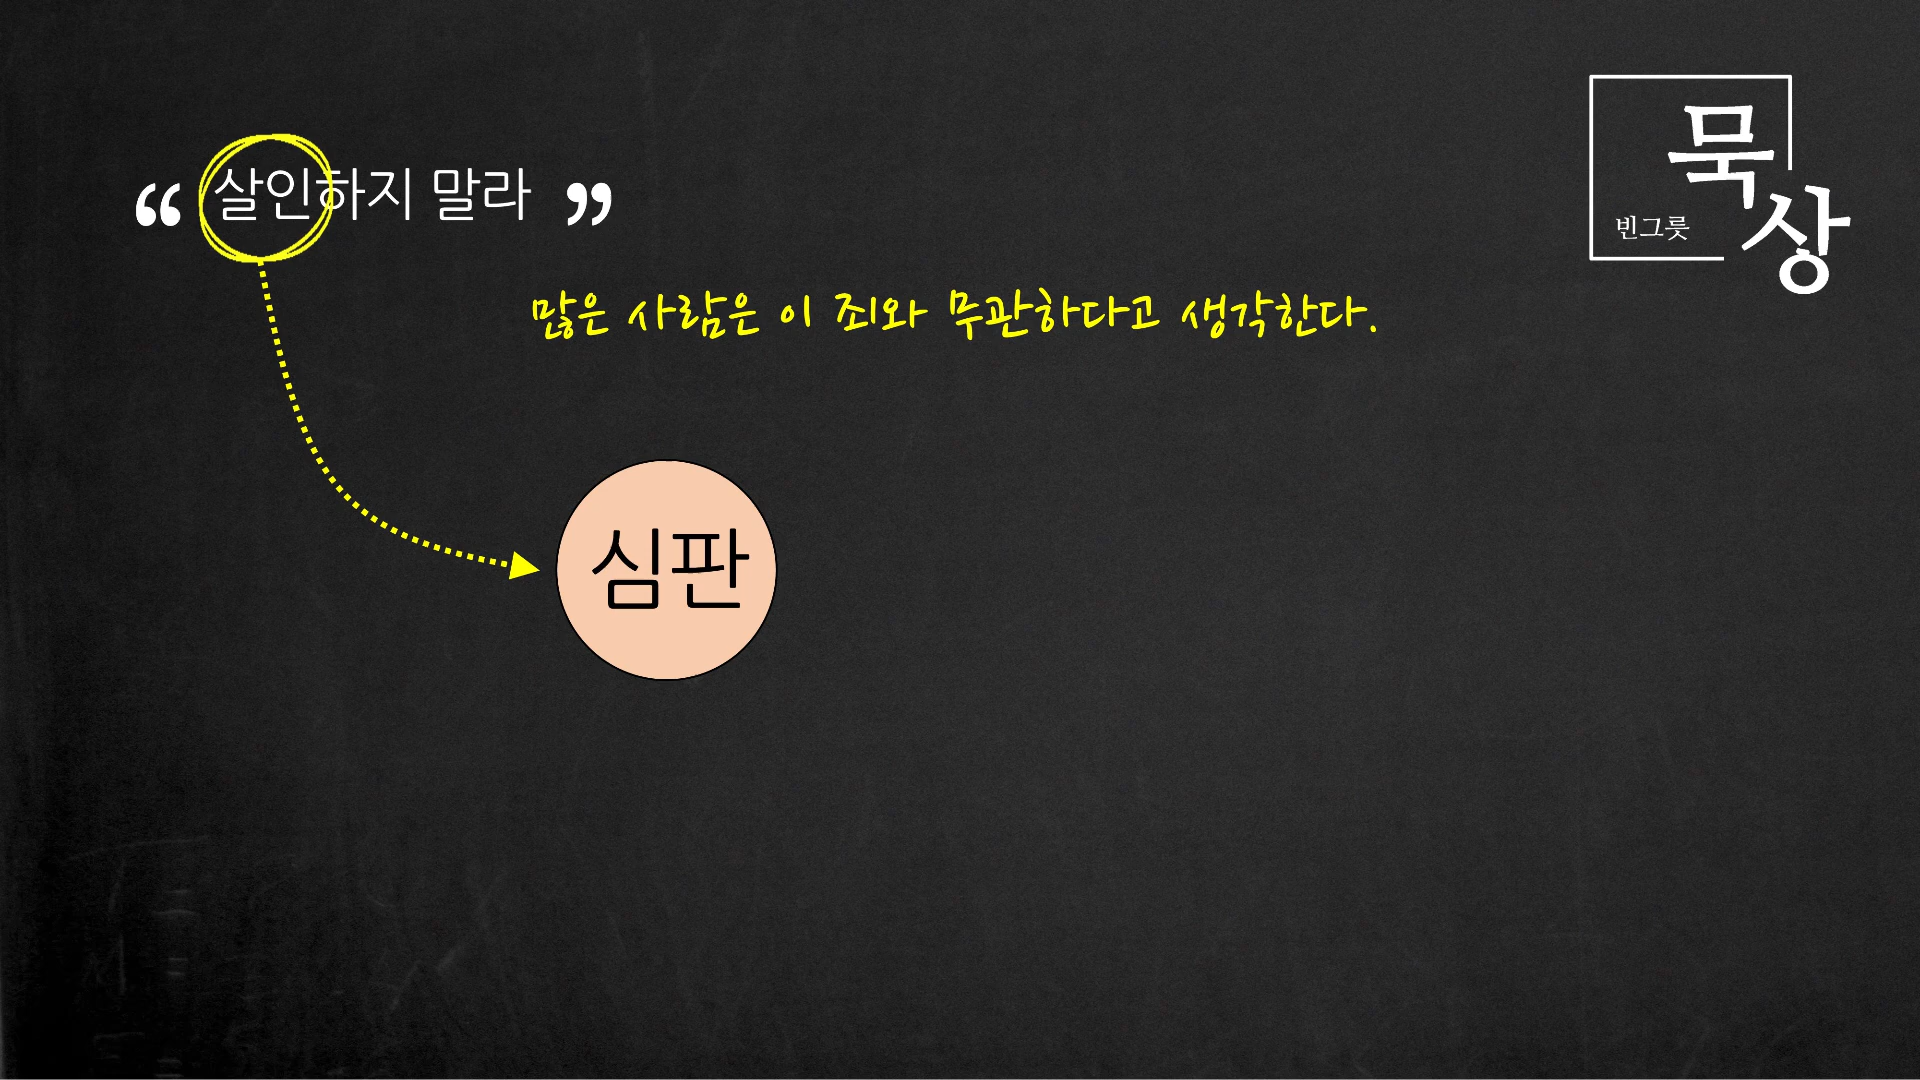 “ 살인하지 말라 ”
많은 사람은 이 죄와 무관하다고 생각한다.
심판
묵상
빈그릇